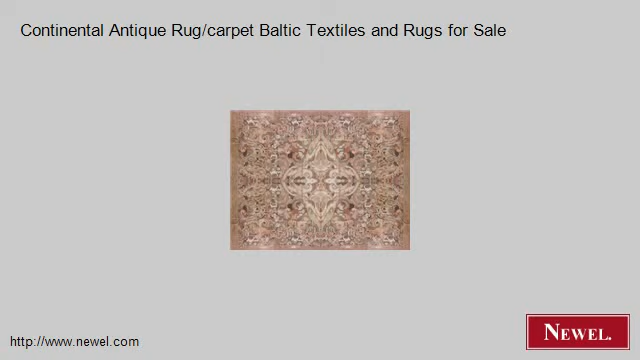 Continental Antique Rug/carpet Baltic Textiles and Rugs for Sale
http://www.newel.com
NEWEL.